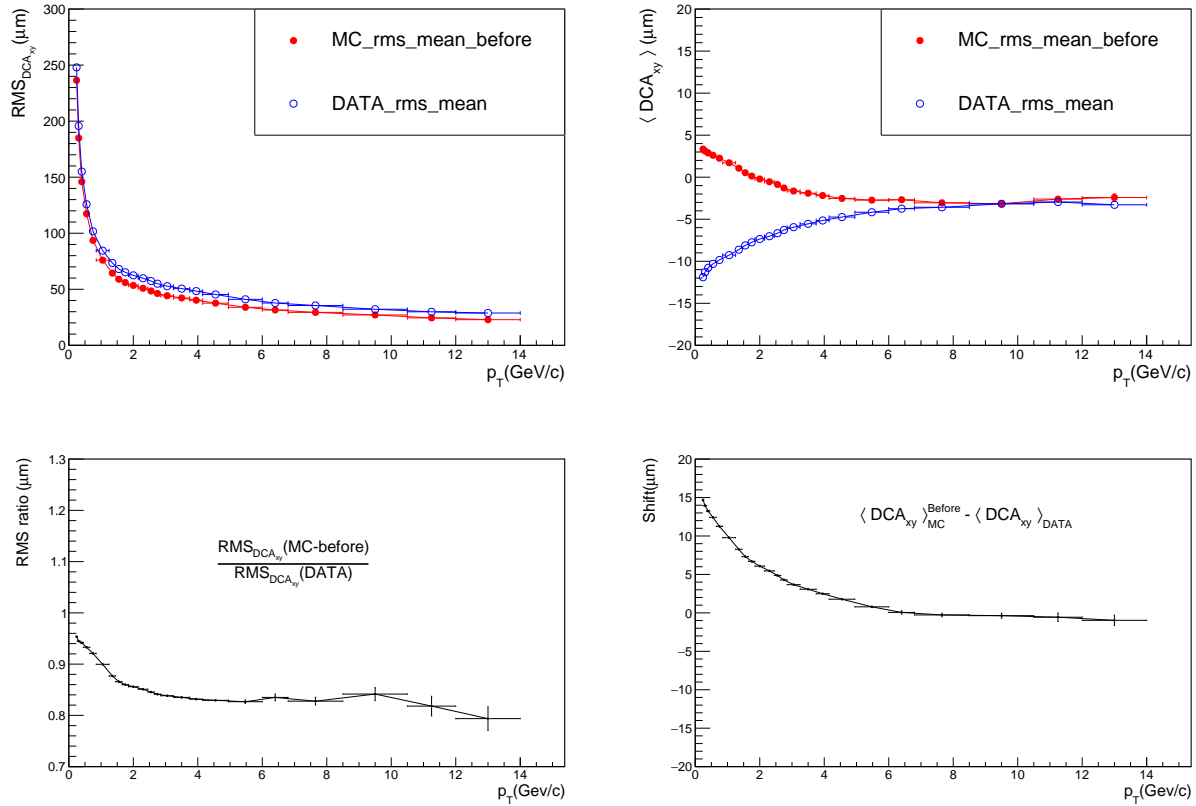 RMS_DCA_xy (μm)
300
250
200
150
100
50
0
MC_rms_mean_before
DATA_rms_mean
0 2 4 6 8 10 12 14
p_T(GeV/c)
⟨ DCA_xy ⟩ (μm)
20
15
10
5
0
−5
−10
−15
−20
MC_rms_mean_before
DATA_rms_mean
0 2 4 6 8 10 12 14
p_T(GeV/c)
RMS ratio (μm)
1.3
1.2
1.1
1
0.9
0.8
0.7
RMS_DCA_xy(MC-before)
RMS_DCA_xy(DATA)
0 2 4 6 8 10 12 14
p_T(GeV/c)
Shift(μm)
20
15
10
5
0
−5
−10
−15
−20
⟨ DCA_xy ⟩^Before_MC - ⟨ DCA_xy ⟩_DATA
0 2 4 6 8 10 12 14
p_T(GeV/c)